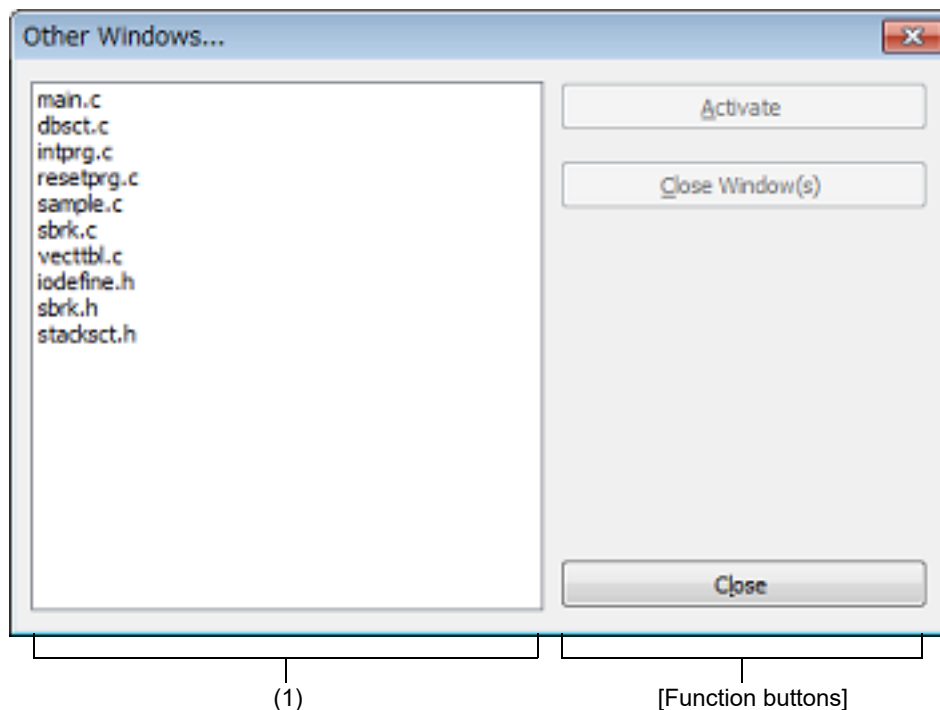 Other Windows...
main.c
dbsct.c
intprg.c
resetprg.c
sample.c
sbrk.c
vecttbl.c
iodefine.h
sbrk.h
stacksct.h
Activate
Close Window(s)
Close
(1)
[Function buttons]